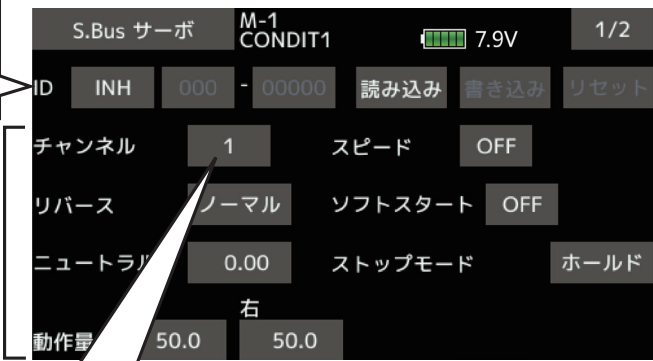 S.Bus サーボ M-1 CONDIT1 7.9V 1/2
ID INH 000 - 00000 読み込み 書き込み リセット
チャンネル 1 スピード OFF
リバース ノーマル ソフトスタート OFF
ニュートラル 0.00 ストップモード ホールド
右
動作量 50.0 50.0